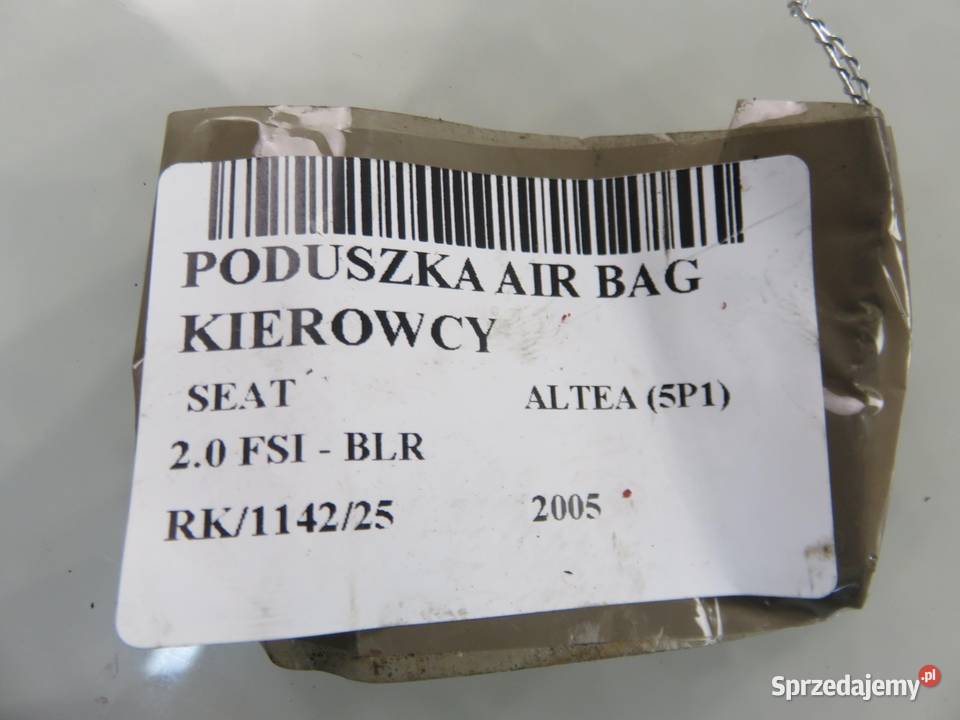 PODUSZKA AIR BAG
KIEROWCY
SEAT ALTEA (5P1)
2.0 FSI - BLR
RK/1142/25 2005
Sprzedajemy.pl